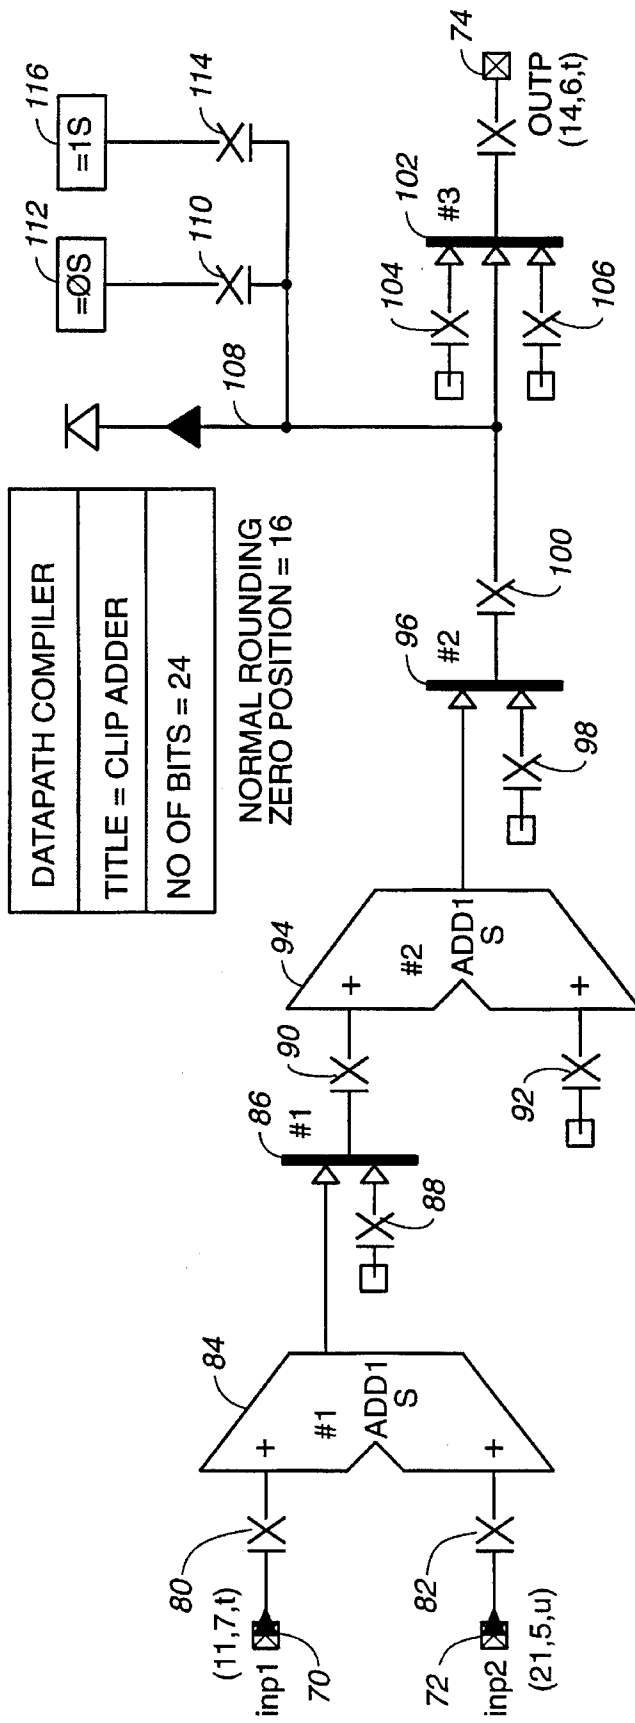 DATAPATH COMPILER
TITLE = CLIP ADDER
NO OF BITS = 24
NORMAL ROUNDING
ZERO POSITION = 16
112
=ØS
116
=1S
110
114
108
(11,7,t)
inp1
70
80
inp2
72
(21,5,u)
82
84
+
#1
ADD1
S
+
86
#1
88
90
92
94
+
#2
ADD1
S
+
96
#2
98
100
102
#3
104
106
74
OUTP
(14,6,t)